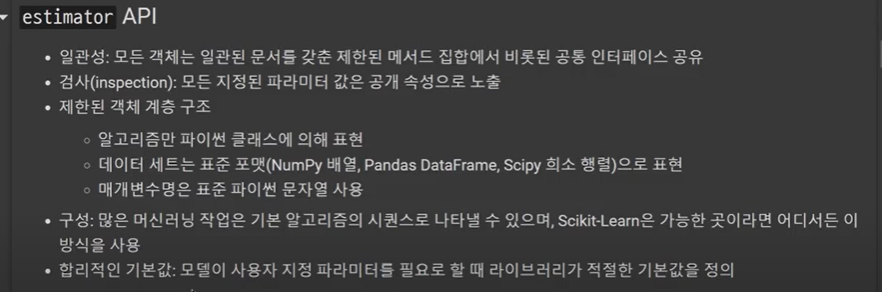 estimator API
일관성: 모든 객체는 일관된 문서를 갖춘 제한된 메서드 집합에서 비롯된 공통 인터페이스 공유
검사(inspection): 모든 지정된 파라미터 값은 공개 속성으로 노출
제한된 객체 계층 구조
알고리즘만 파이썬 클래스에 의해 표현
데이터 세트는 표준 포맷(NumPy 배열, Pandas DataFrame, Scipy 희소 행렬)으로 표현
매개변수명은 표준 파이썬 문자열 사용
구성: 많은 머신러닝 작업은 기본 알고리즘의 시퀀스로 나타낼 수 있으며, Scikit-Learn은 가능한 곳이라면 어디서든 이
방식을 사용
합리적인 기본값: 모델이 사용자 지정 파라미터를 필요로 할 때 라이브러리가 적절한 기본값을 정의